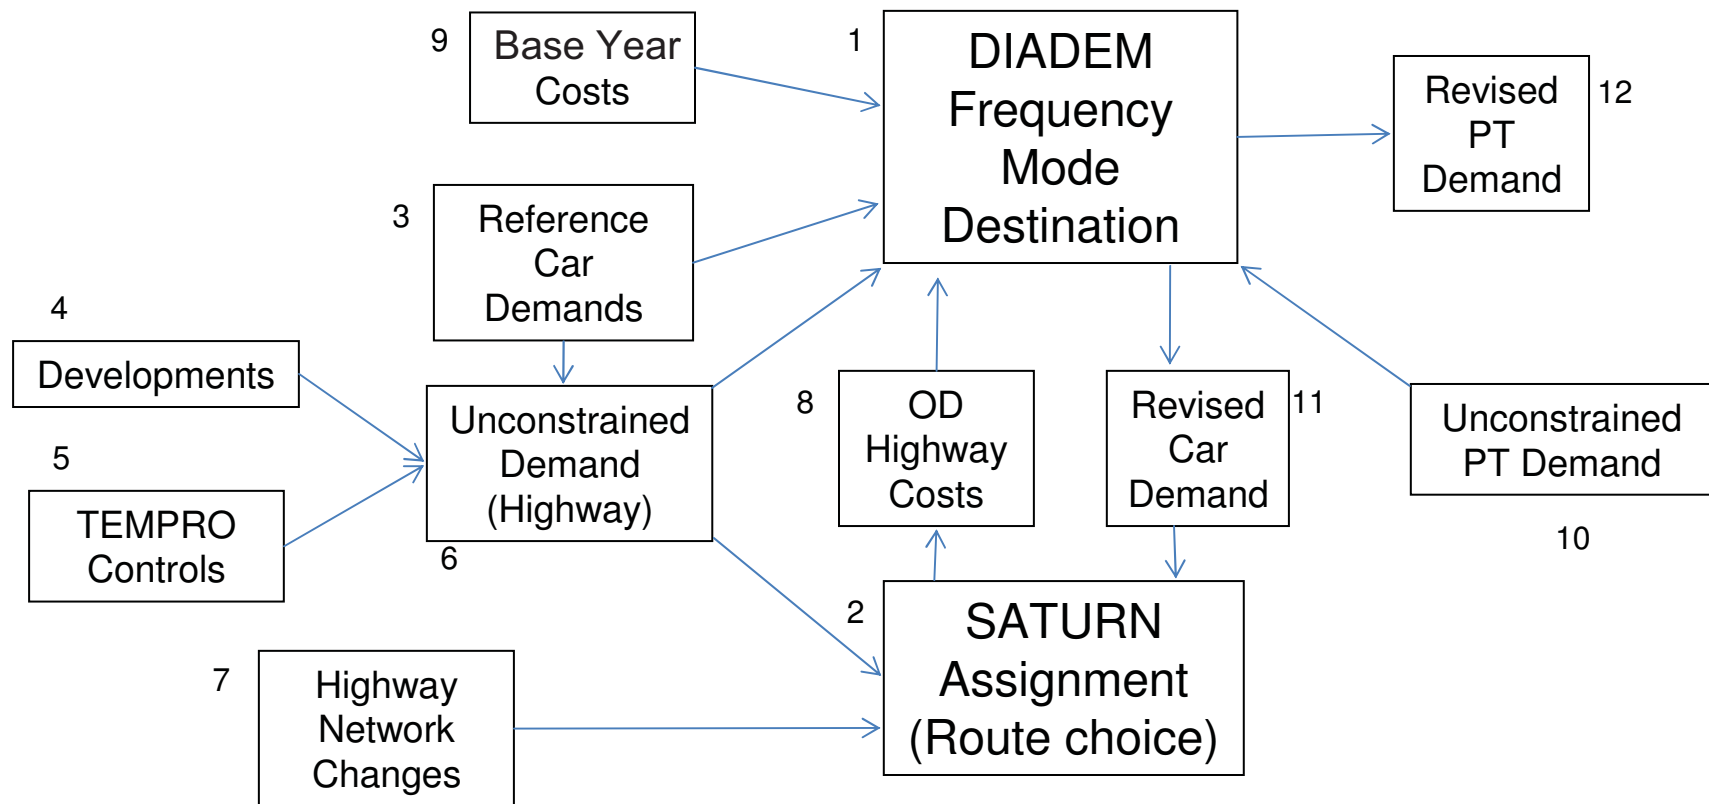 9
Base Year
Costs
1
DIADEM
Frequency
Mode
Destination
Revised
PT
Demand
12
3
Reference
Car
Demands
4
Developments
5
TEMPRO
Controls
Unconstrained
Demand
(Highway)
6
8
OD
Highway
Costs
Revised
Car
Demand
11
Unconstrained
PT Demand
10
2
SATURN
Assignment
(Route choice)
7
Highway
Network
Changes